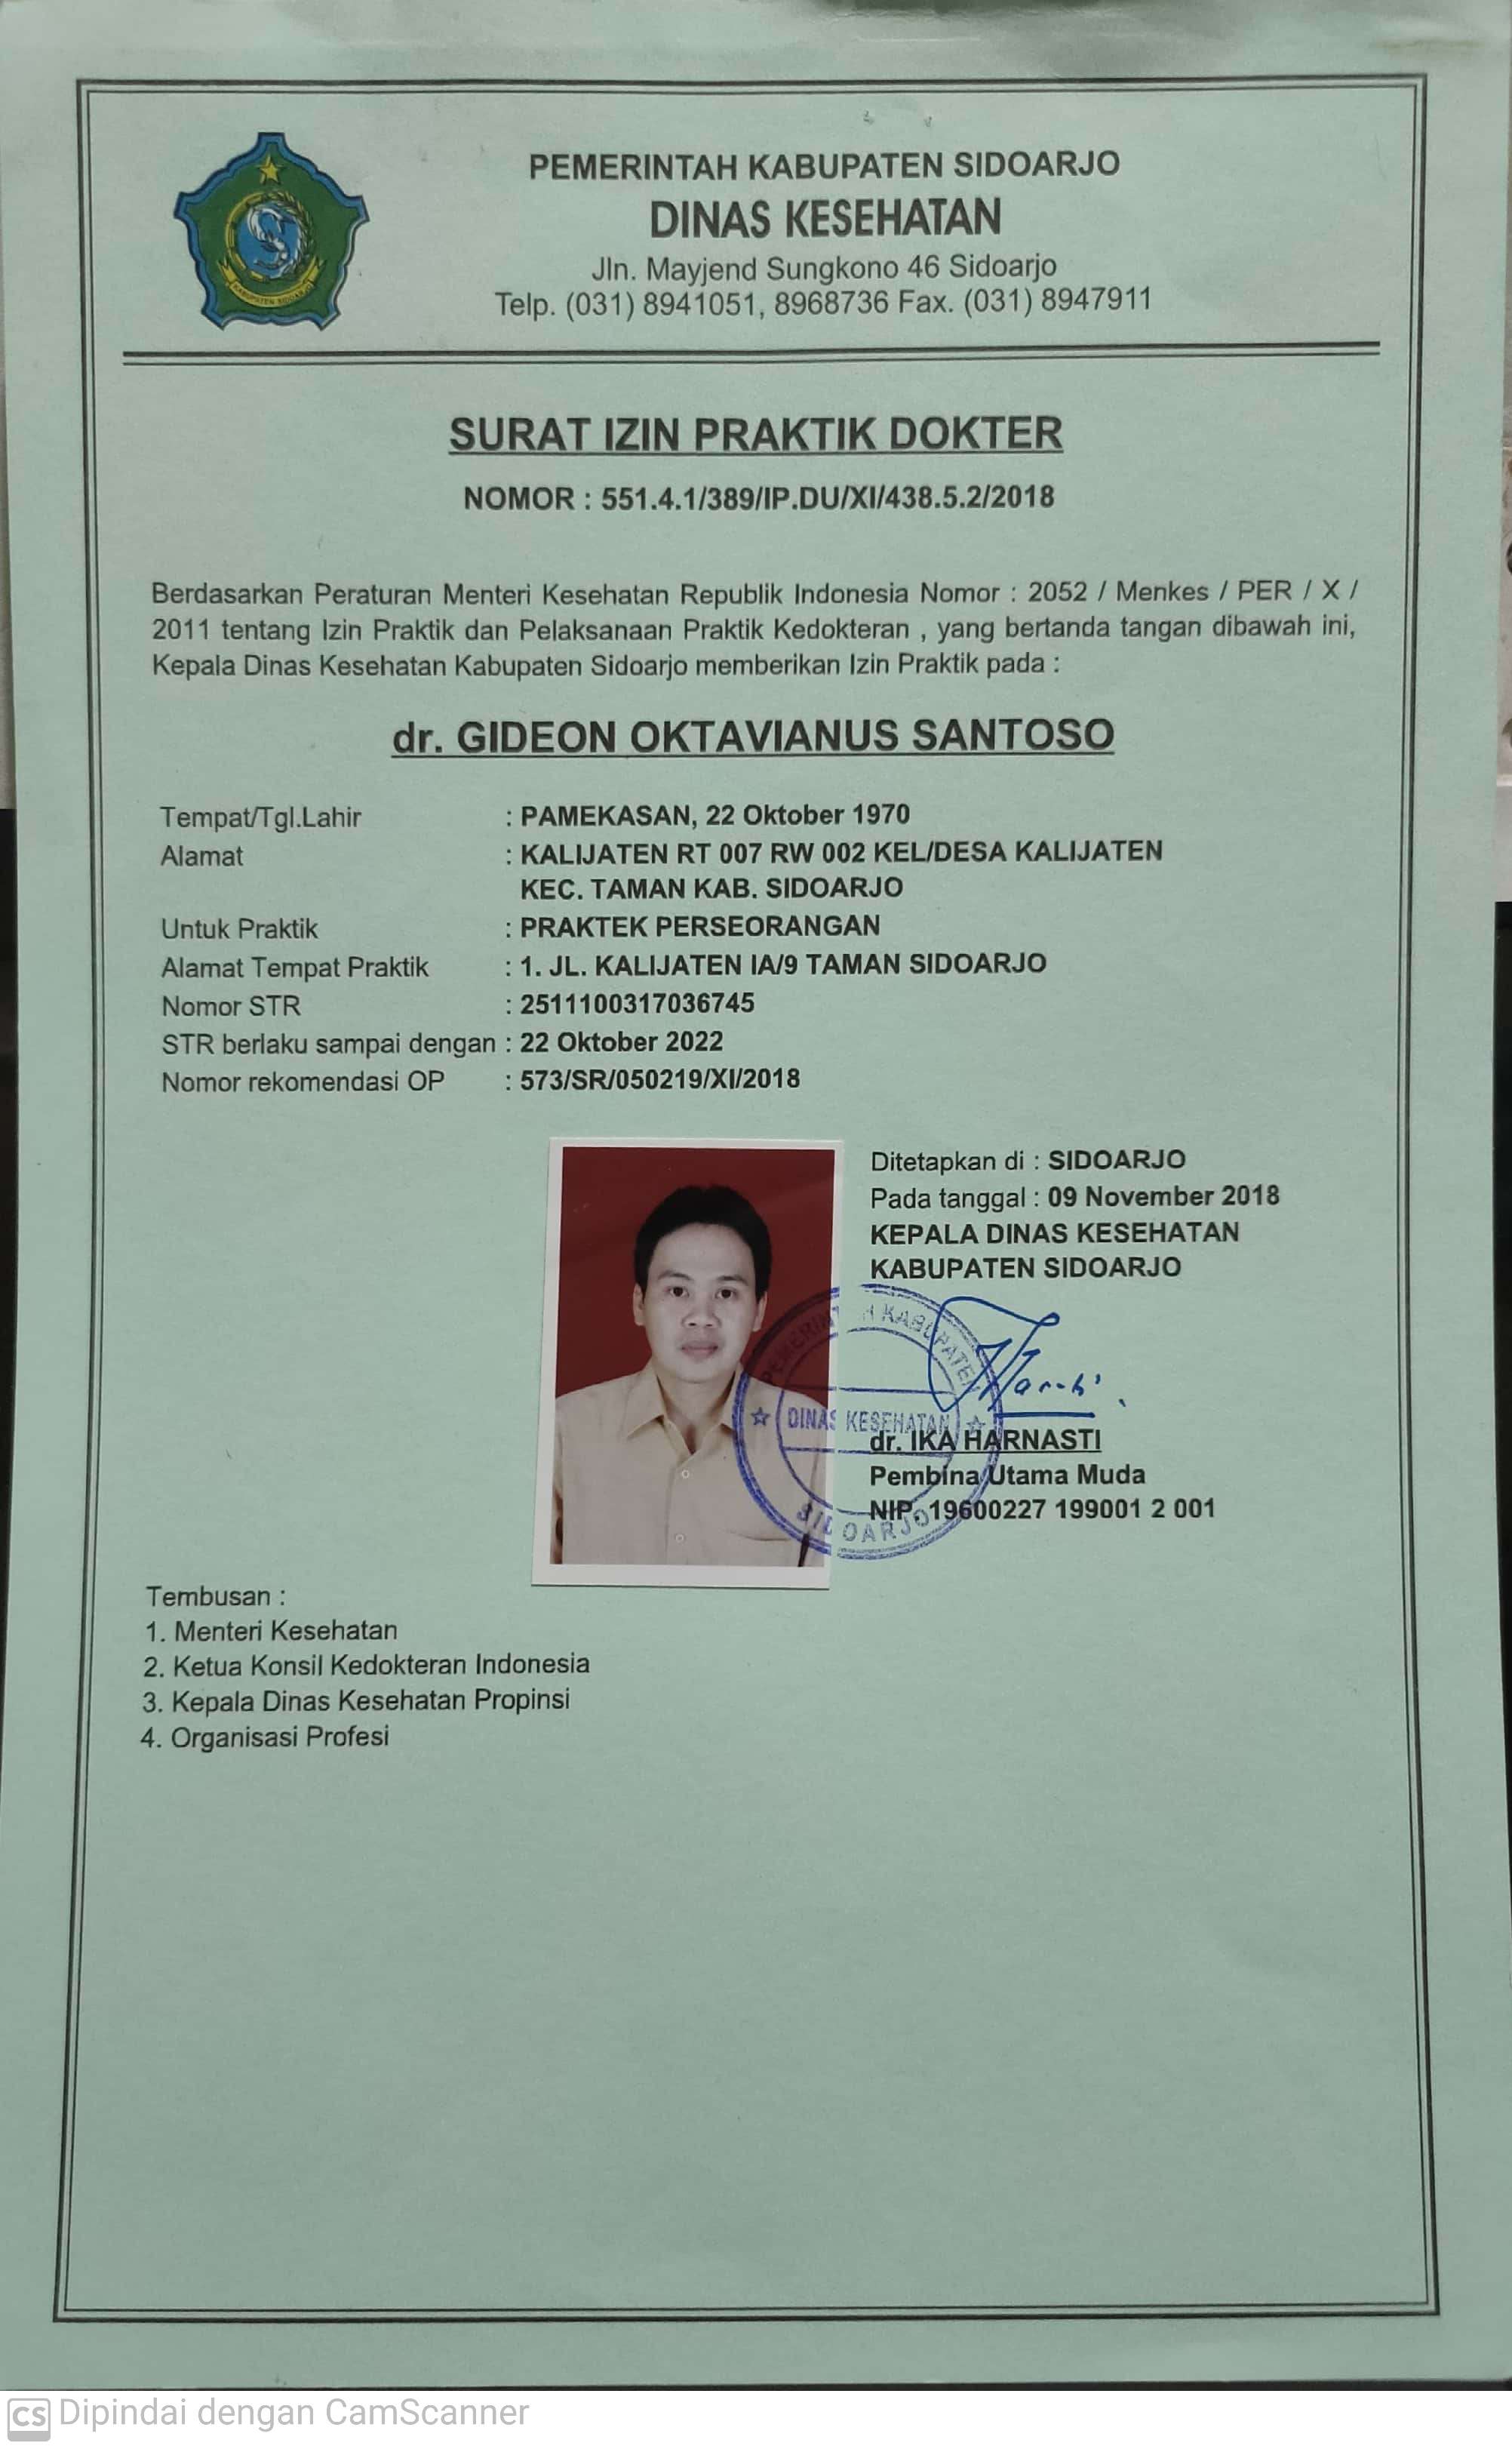 PEMERINTAH KABUPATEN SIDOARJO
DINAS KESEHATAN
Jln. Mayjend Sungkono 46 Sidoarjo
Telp. (031) 8941051, 8968736 Fax. (031) 8947911
KABUPATEN SIDOARJO
SURAT IZIN PRAKTIK DOKTER
NOMOR : 551.4.1/389/IP.DU/XI/438.5.2/2018
Berdasarkan Peraturan Menteri Kesehatan Republik Indonesia Nomor : 2052 / Menkes / PER / X /
2011 tentang Izin Praktik dan Pelaksanaan Praktik Kedokteran , yang bertanda tangan dibawah ini,
Kepala Dinas Kesehatan Kabupaten Sidoarjo memberikan Izin Praktik pada :
dr. GIDEON OKTAVIANUS SANTOSO
Tempat/Tgl.Lahir : PAMEKASAN, 22 Oktober 1970
Alamat : KALIJATEN RT 007 RW 002 KEL/DESA KALIJATEN
KEC. TAMAN KAB. SIDOARJO
Untuk Praktik : PRAKTEK PERSEORANGAN
Alamat Tempat Praktik : 1. JL. KALIJATEN IA/9 TAMAN SIDOARJO
Nomor STR : 2511100317036745
STR berlaku sampai dengan : 22 Oktober 2022
Nomor rekomendasi OP : 573/SR/050219/XI/2018
Ditetapkan di : SIDOARJO
Pada tanggal : 09 November 2018
KEPALA DINAS KESEHATAN
KABUPATEN SIDOARJO
PEMERINTAH KABUPATEN
DINAS KESEHATAN
SIDOARJO
dr. IKA HARNASTI
Pembina Utama Muda
NIP. 19600227 199001 2 001
Tembusan :
1. Menteri Kesehatan
2. Ketua Konsil Kedokteran Indonesia
3. Kepala Dinas Kesehatan Propinsi
4. Organisasi Profesi
CS Dipindai dengan CamScanner